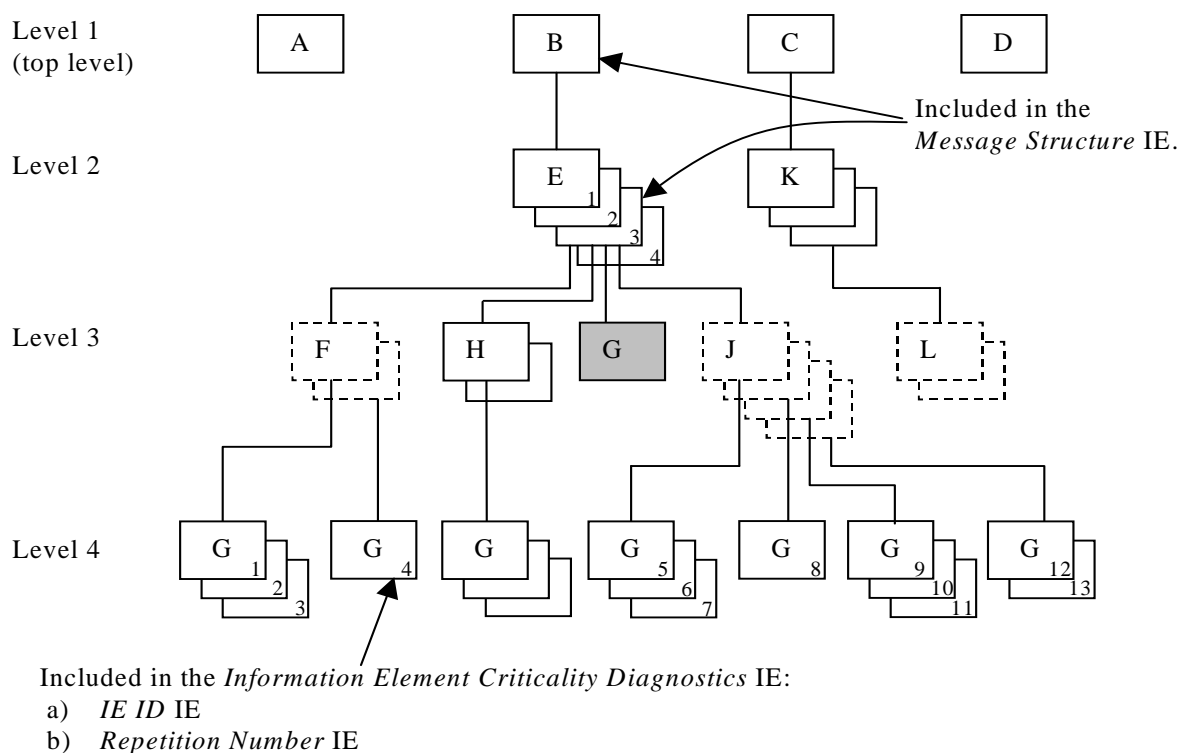 Level 1
(top level)
A
B
C
D
Included in the
Message Structure IE.
Level 2
E
1
2
3
4
K
Level 3
F
H
G
J
L
Level 4
G
1
2
3
G
4
G
G
5
6
7
G
8
G
9
10
11
G
12
13
Included in the Information Element Criticality Diagnostics IE:
a) IE ID IE
b) Repetition Number IE